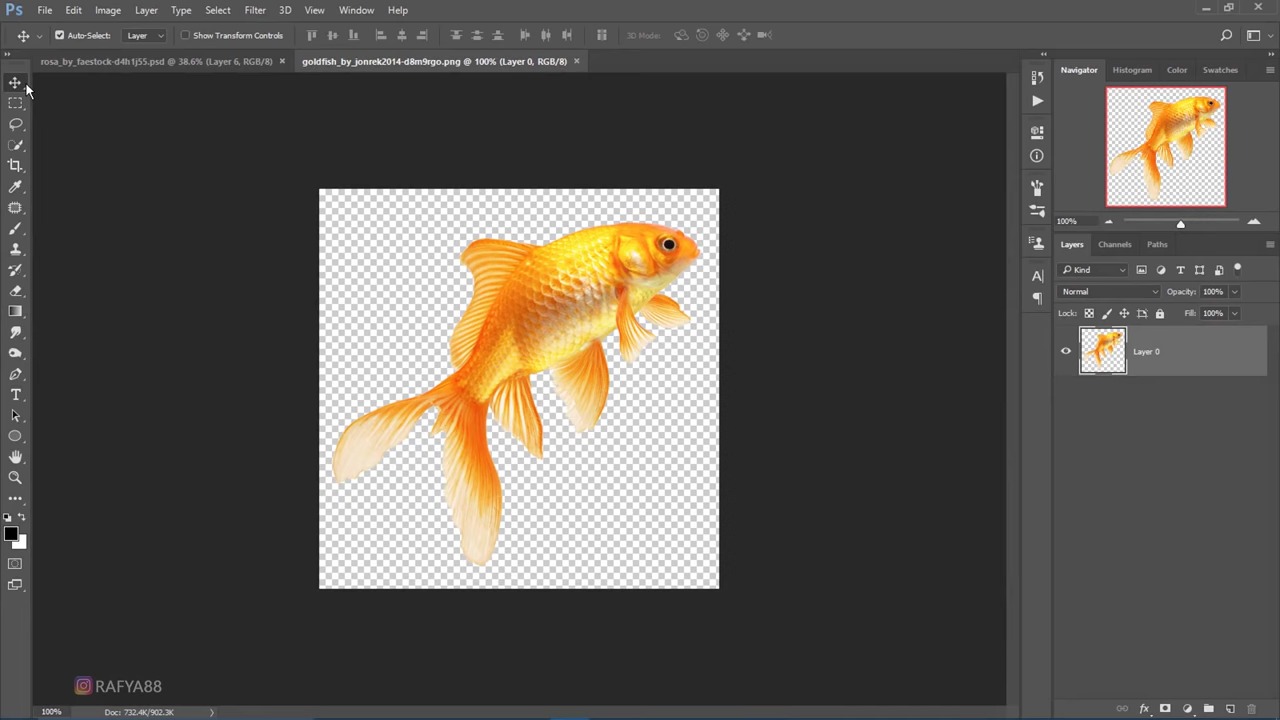 Ps File Edit Image Layer Type Select Filter 3D View Window Help
Auto-Select: Layer Show Transform Controls 3D Mode:
rosa_by_faestock-d4h1j55.psd @ 38.6% (Layer 6, RGB/8) goldfish_by_jonrek2014-d8m9rgo.png @ 100% (Layer 0, RGB/8)
Navigator Histogram Color Swatches
100%
Layers Channels Paths
Kind
Normal Opacity: 100%
Lock: Fill: 100%
Layer 0
RAFYA88
100% Doc: 732.4K/902.3K